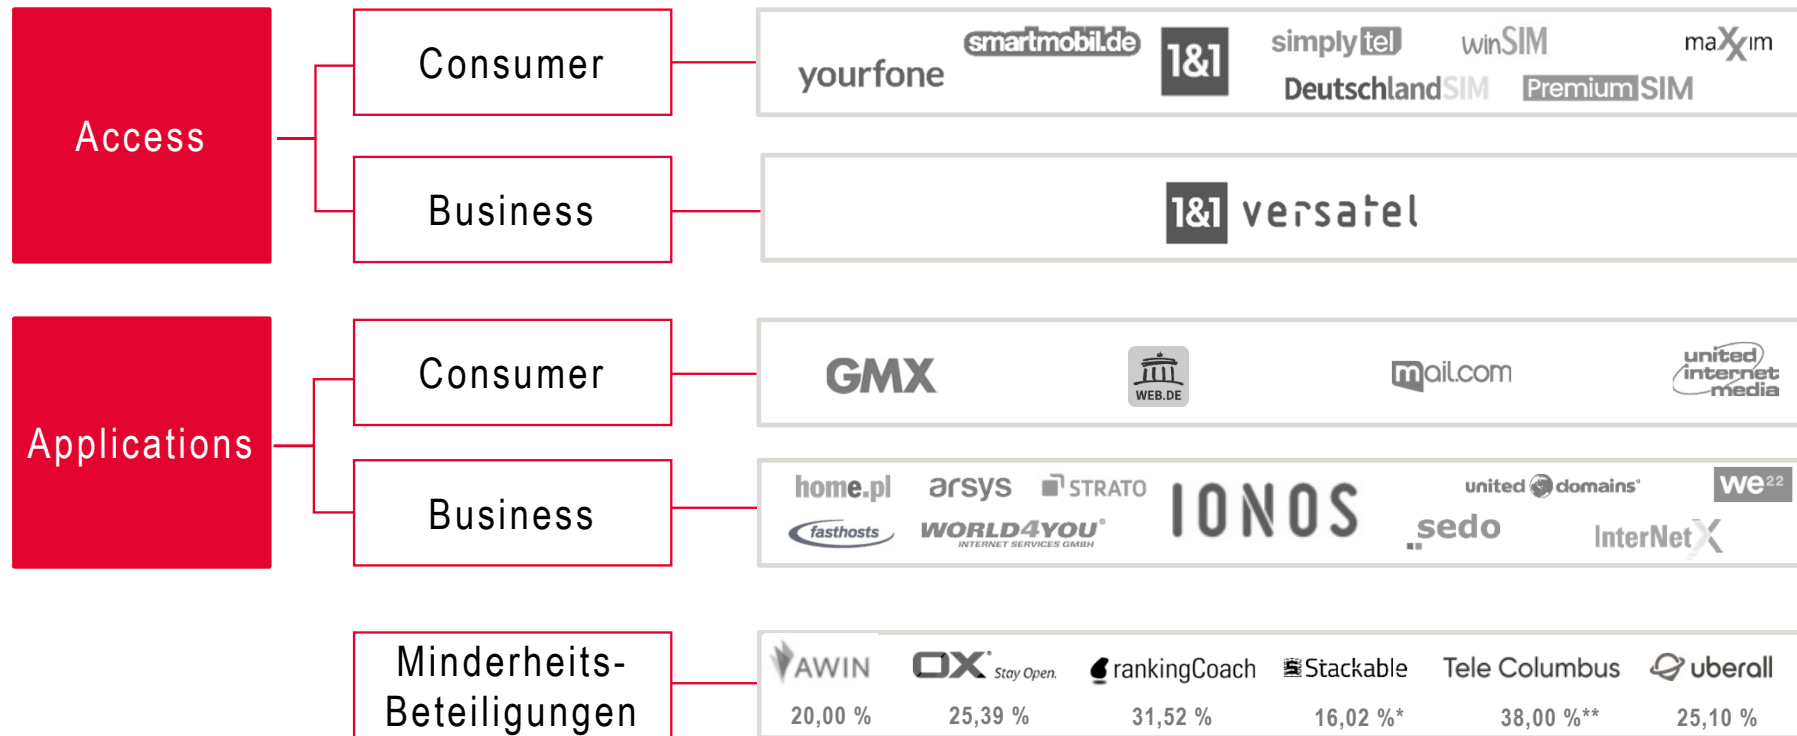 Access
Consumer
yourfone
smartmobil.de
1&1
simply tel
winSIM
maXXim
DeutschlandSIM
Premium SIM
Business
1&1 versatel
Applications
Consumer
GMX
WEB.DE
mail.com
united
internet
media
Business
home.pl
arsys
STRATO
IONOS
united domains
we22
fasthosts
WORLD4YOU®
INTERNET SERVICES GMBH
sedo
InterNetX
Minderheits-
Beteiligungen
AWIN
OX® Stay Open.
rankingCoach
Stackable
Tele Columbus
uberall
20,00 %
25,39 %
31,52 %
16,02 %*
38,00 %**
25,10 %